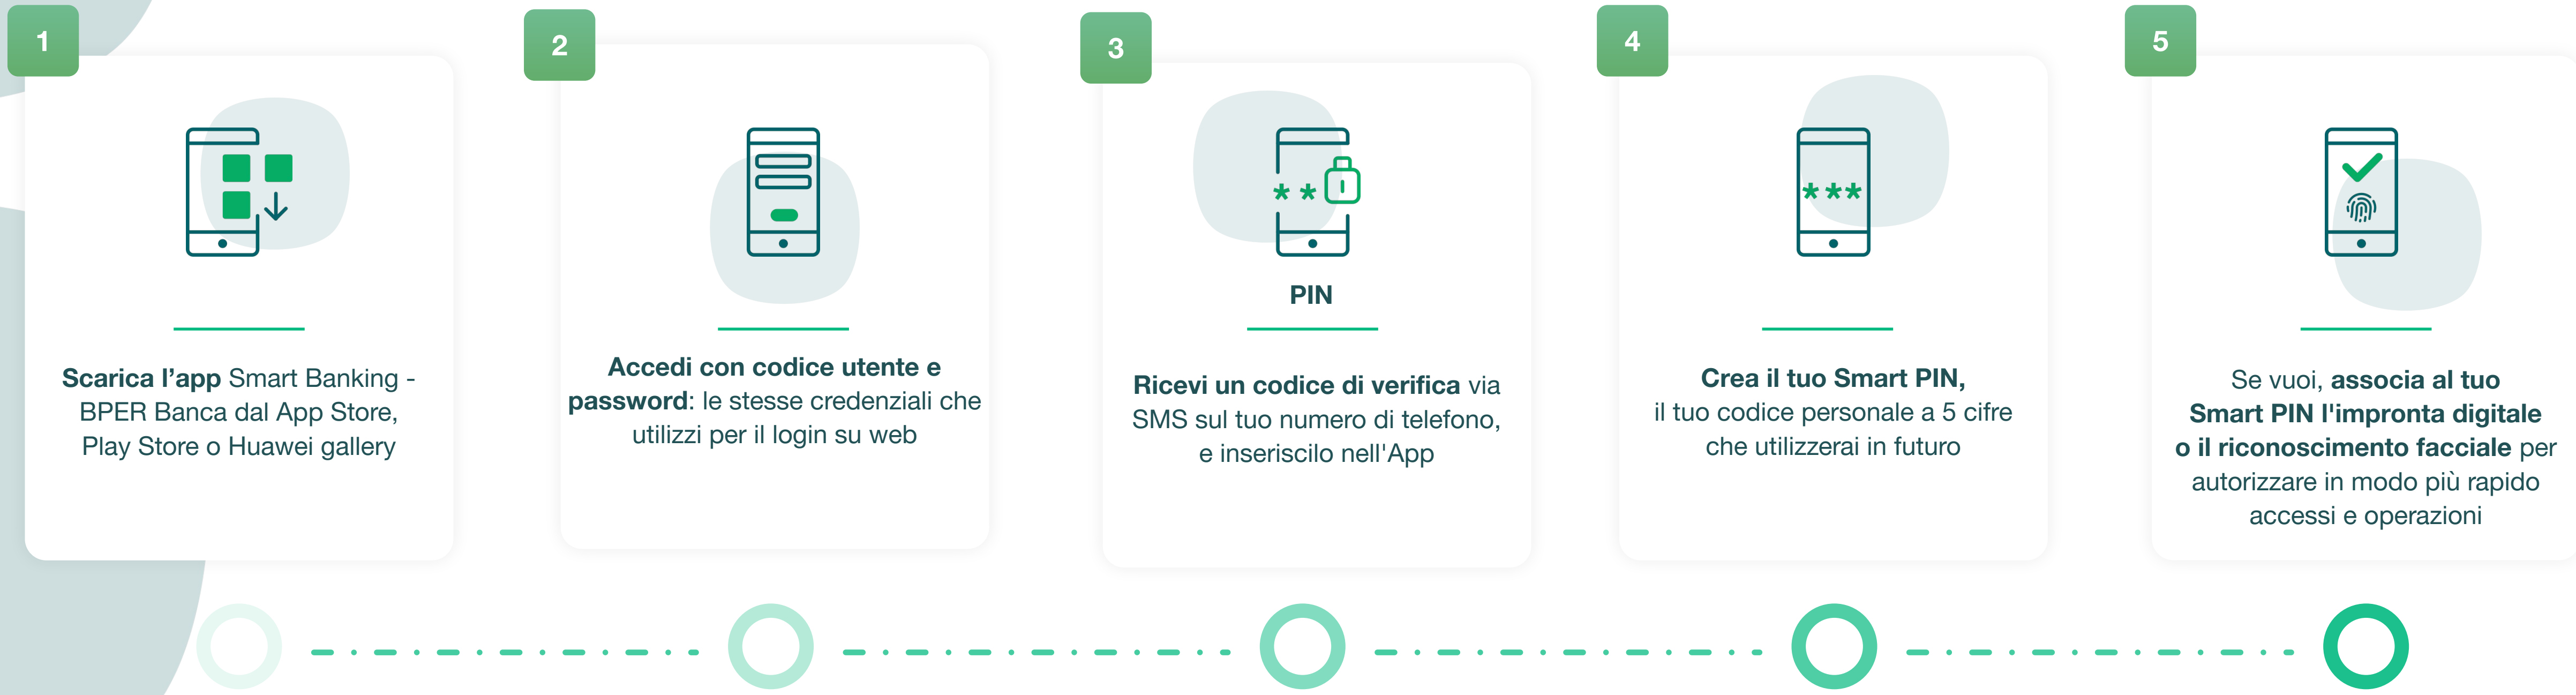 1
Scarica l’app Smart Banking -
BPER Banca dal App Store,
Play Store o Huawei gallery
2
Accedi con codice utente e
password: le stesse credenziali che
utilizzi per il login su web
3
* *
PIN
Ricevi un codice di verifica via
SMS sul tuo numero di telefono,
e inseriscilo nell'App
4
***
Crea il tuo Smart PIN,
il tuo codice personale a 5 cifre
che utilizzerai in futuro
5
Se vuoi, associa al tuo
Smart PIN l'impronta digitale
o il riconoscimento facciale per
autorizzare in modo più rapido
accessi e operazioni